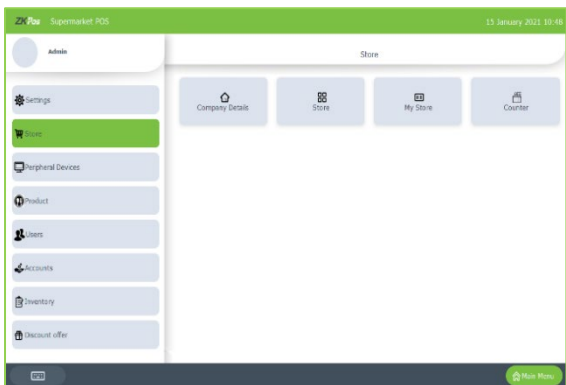 ZKPos Supermarket POS
15 January 2021 10:46
Admin
Store
Settings
Store
Peripheral Devices
Product
Users
Accounts
Inventory
Discount offer
Company Details
Store
My Store
Counter
Main Menu